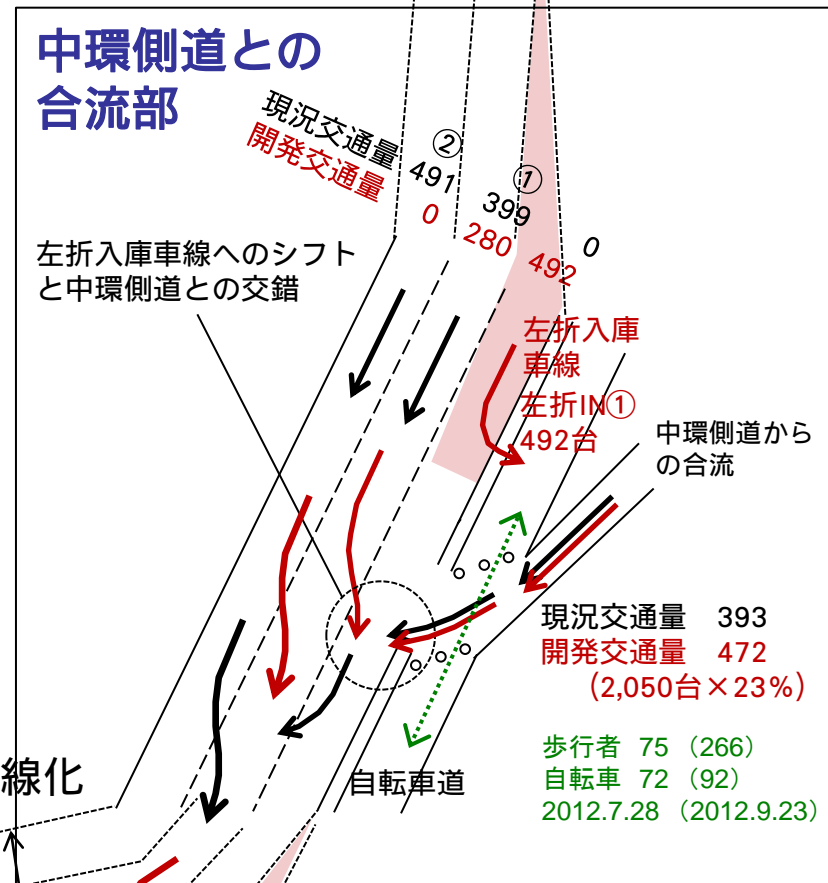 中環側道との
合流部
現況交通量
開発交通量
② 
491
0
①
399
280
0
492
左折入庫車線へのシフト
と中環側道との交錯
左折入庫
車線
左折IN①
492台
中環側道から
の合流
現況交通量 393
開発交通量 472
(2,050台×23%)
歩行者 75 (266)
自転車 72 (92)
2012.7.28 (2012.9.23)
自転車道
線化